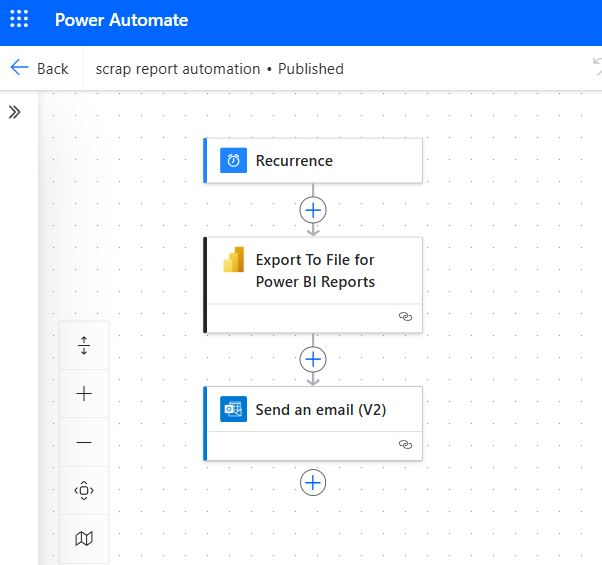 Power Automate
Back
scrap report automation • Published
Recurrence
Export To File for
Power BI Reports
Send an email (V2)